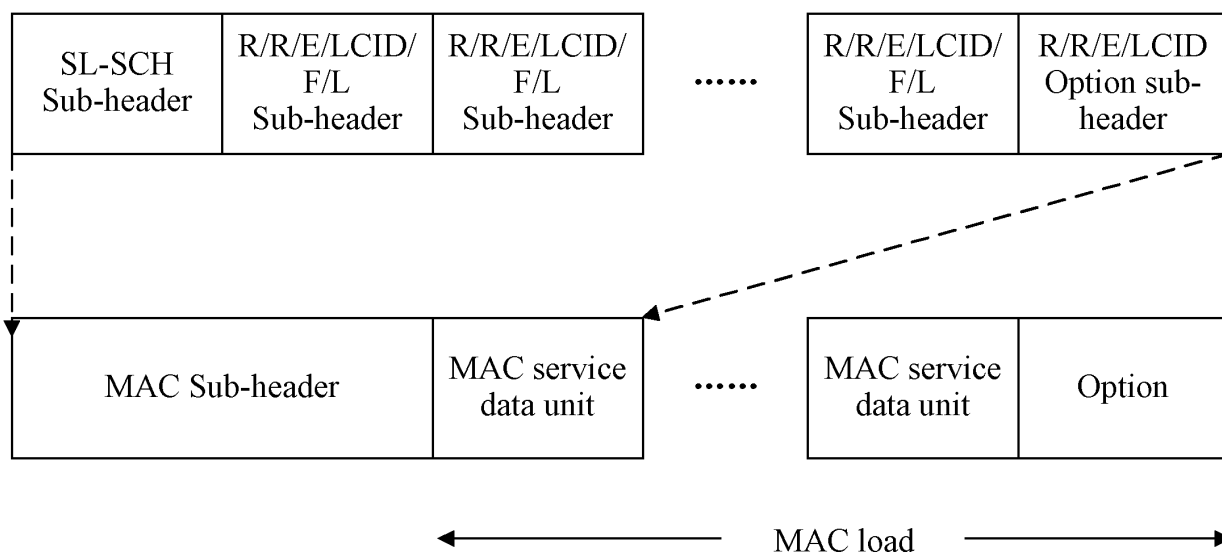 SL-SCH
Sub-header
R/R/E/LCID/
F/L
Sub-header
R/R/E/LCID/
F/L
Sub-header
......
R/R/E/LCID/
F/L
Sub-header
R/R/E/LCID
Option sub-
header
MAC Sub-header
MAC service
data unit
......
MAC service
data unit
Option
MAC load